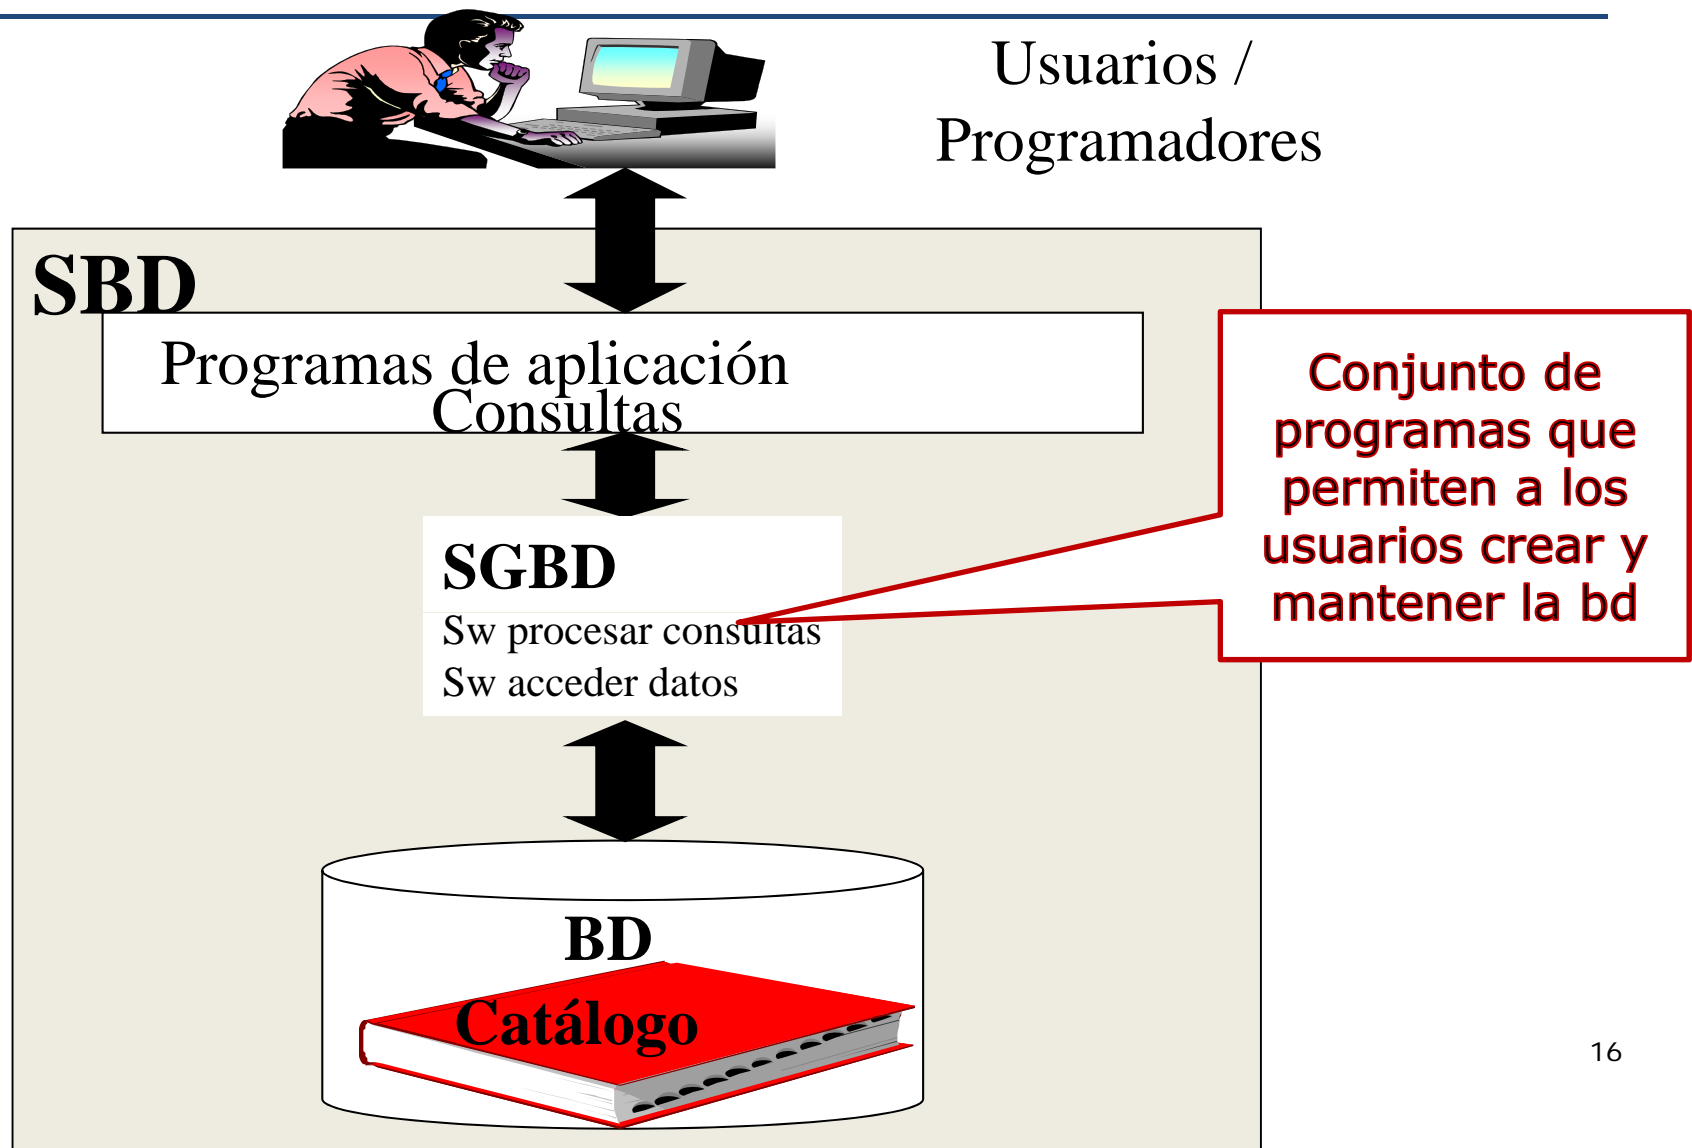 Usuarios /
Programadores
SBD
Programas de aplicación
Consultas
SGBD
Sw procesar consultas
Sw acceder datos
Conjunto de
programas que
permiten a los
usuarios crear y
mantener la bd
BD
Catálogo
16